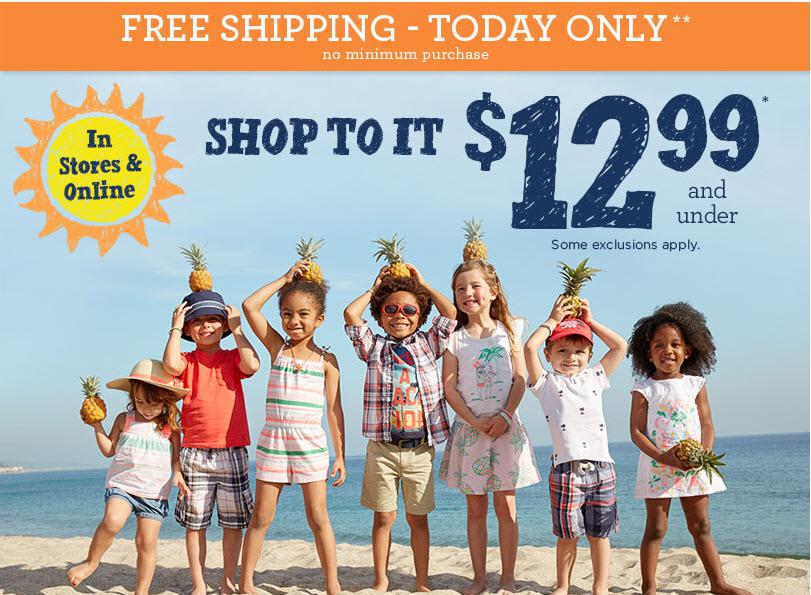 FREE SHIPPING - TODAY ONLY**
no minimum purchase
In
Stores &
Online
SHOP TO IT $12.99*
and
under
Some exclusions apply.